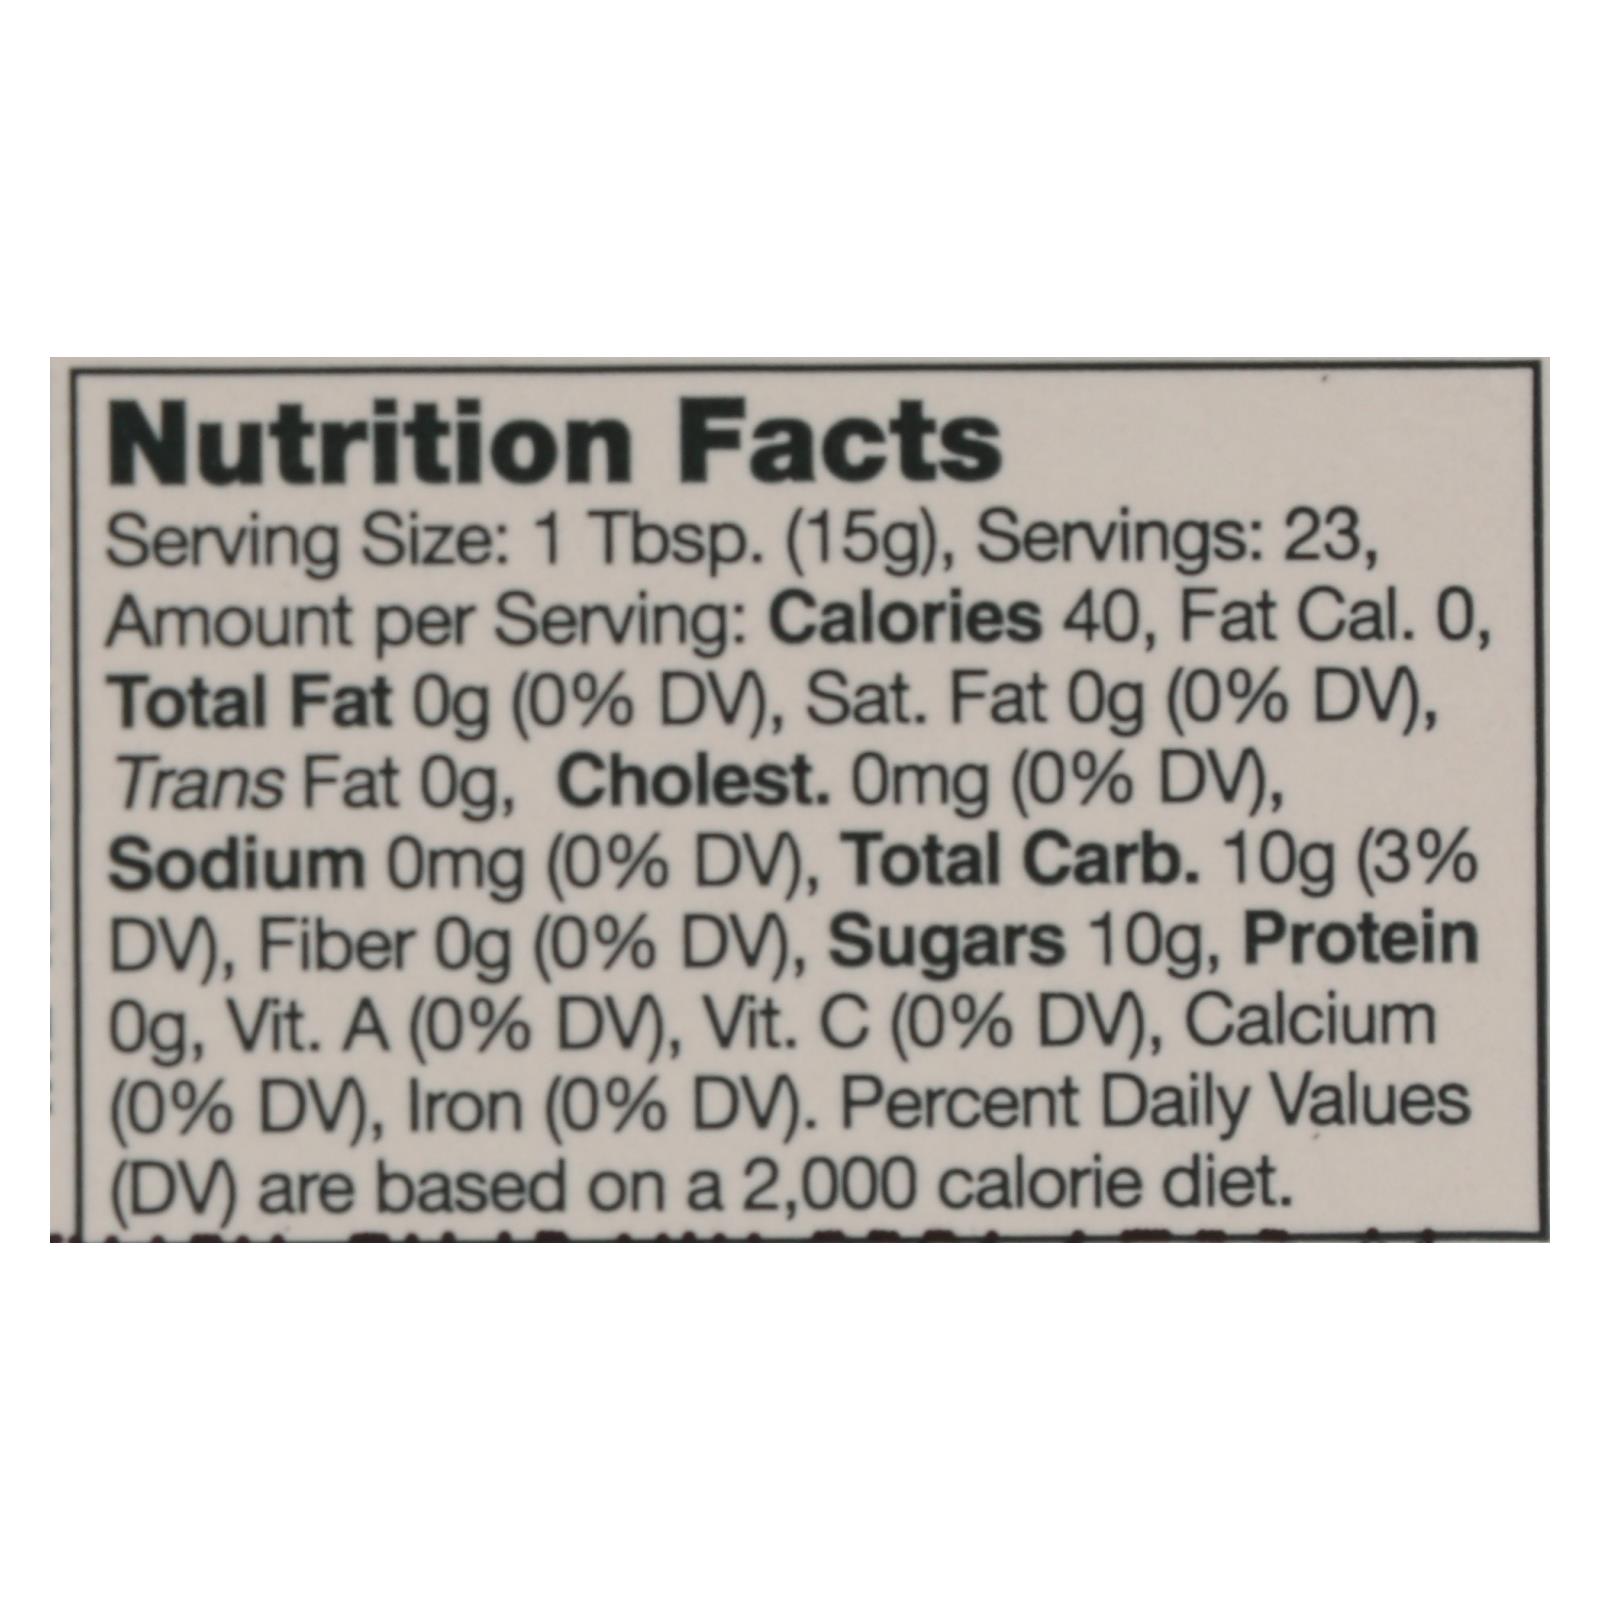 Nutrition Facts
Serving Size: 1 Tbsp. (15g), Servings: 23,
Amount per Serving: Calories 40, Fat Cal. 0,
Total Fat 0g (0% DV), Sat. Fat 0g (0% DV),
Trans Fat 0g, Cholest. 0mg (0% DV),
Sodium 0mg (0% DV), Total Carb. 10g (3%
DV), Fiber 0g (0% DV), Sugars 10g, Protein
0g, Vit. A (0% DV), Vit. C (0% DV), Calcium
(0% DV), Iron (0% DV). Percent Daily Values
(DV) are based on a 2,000 calorie diet.